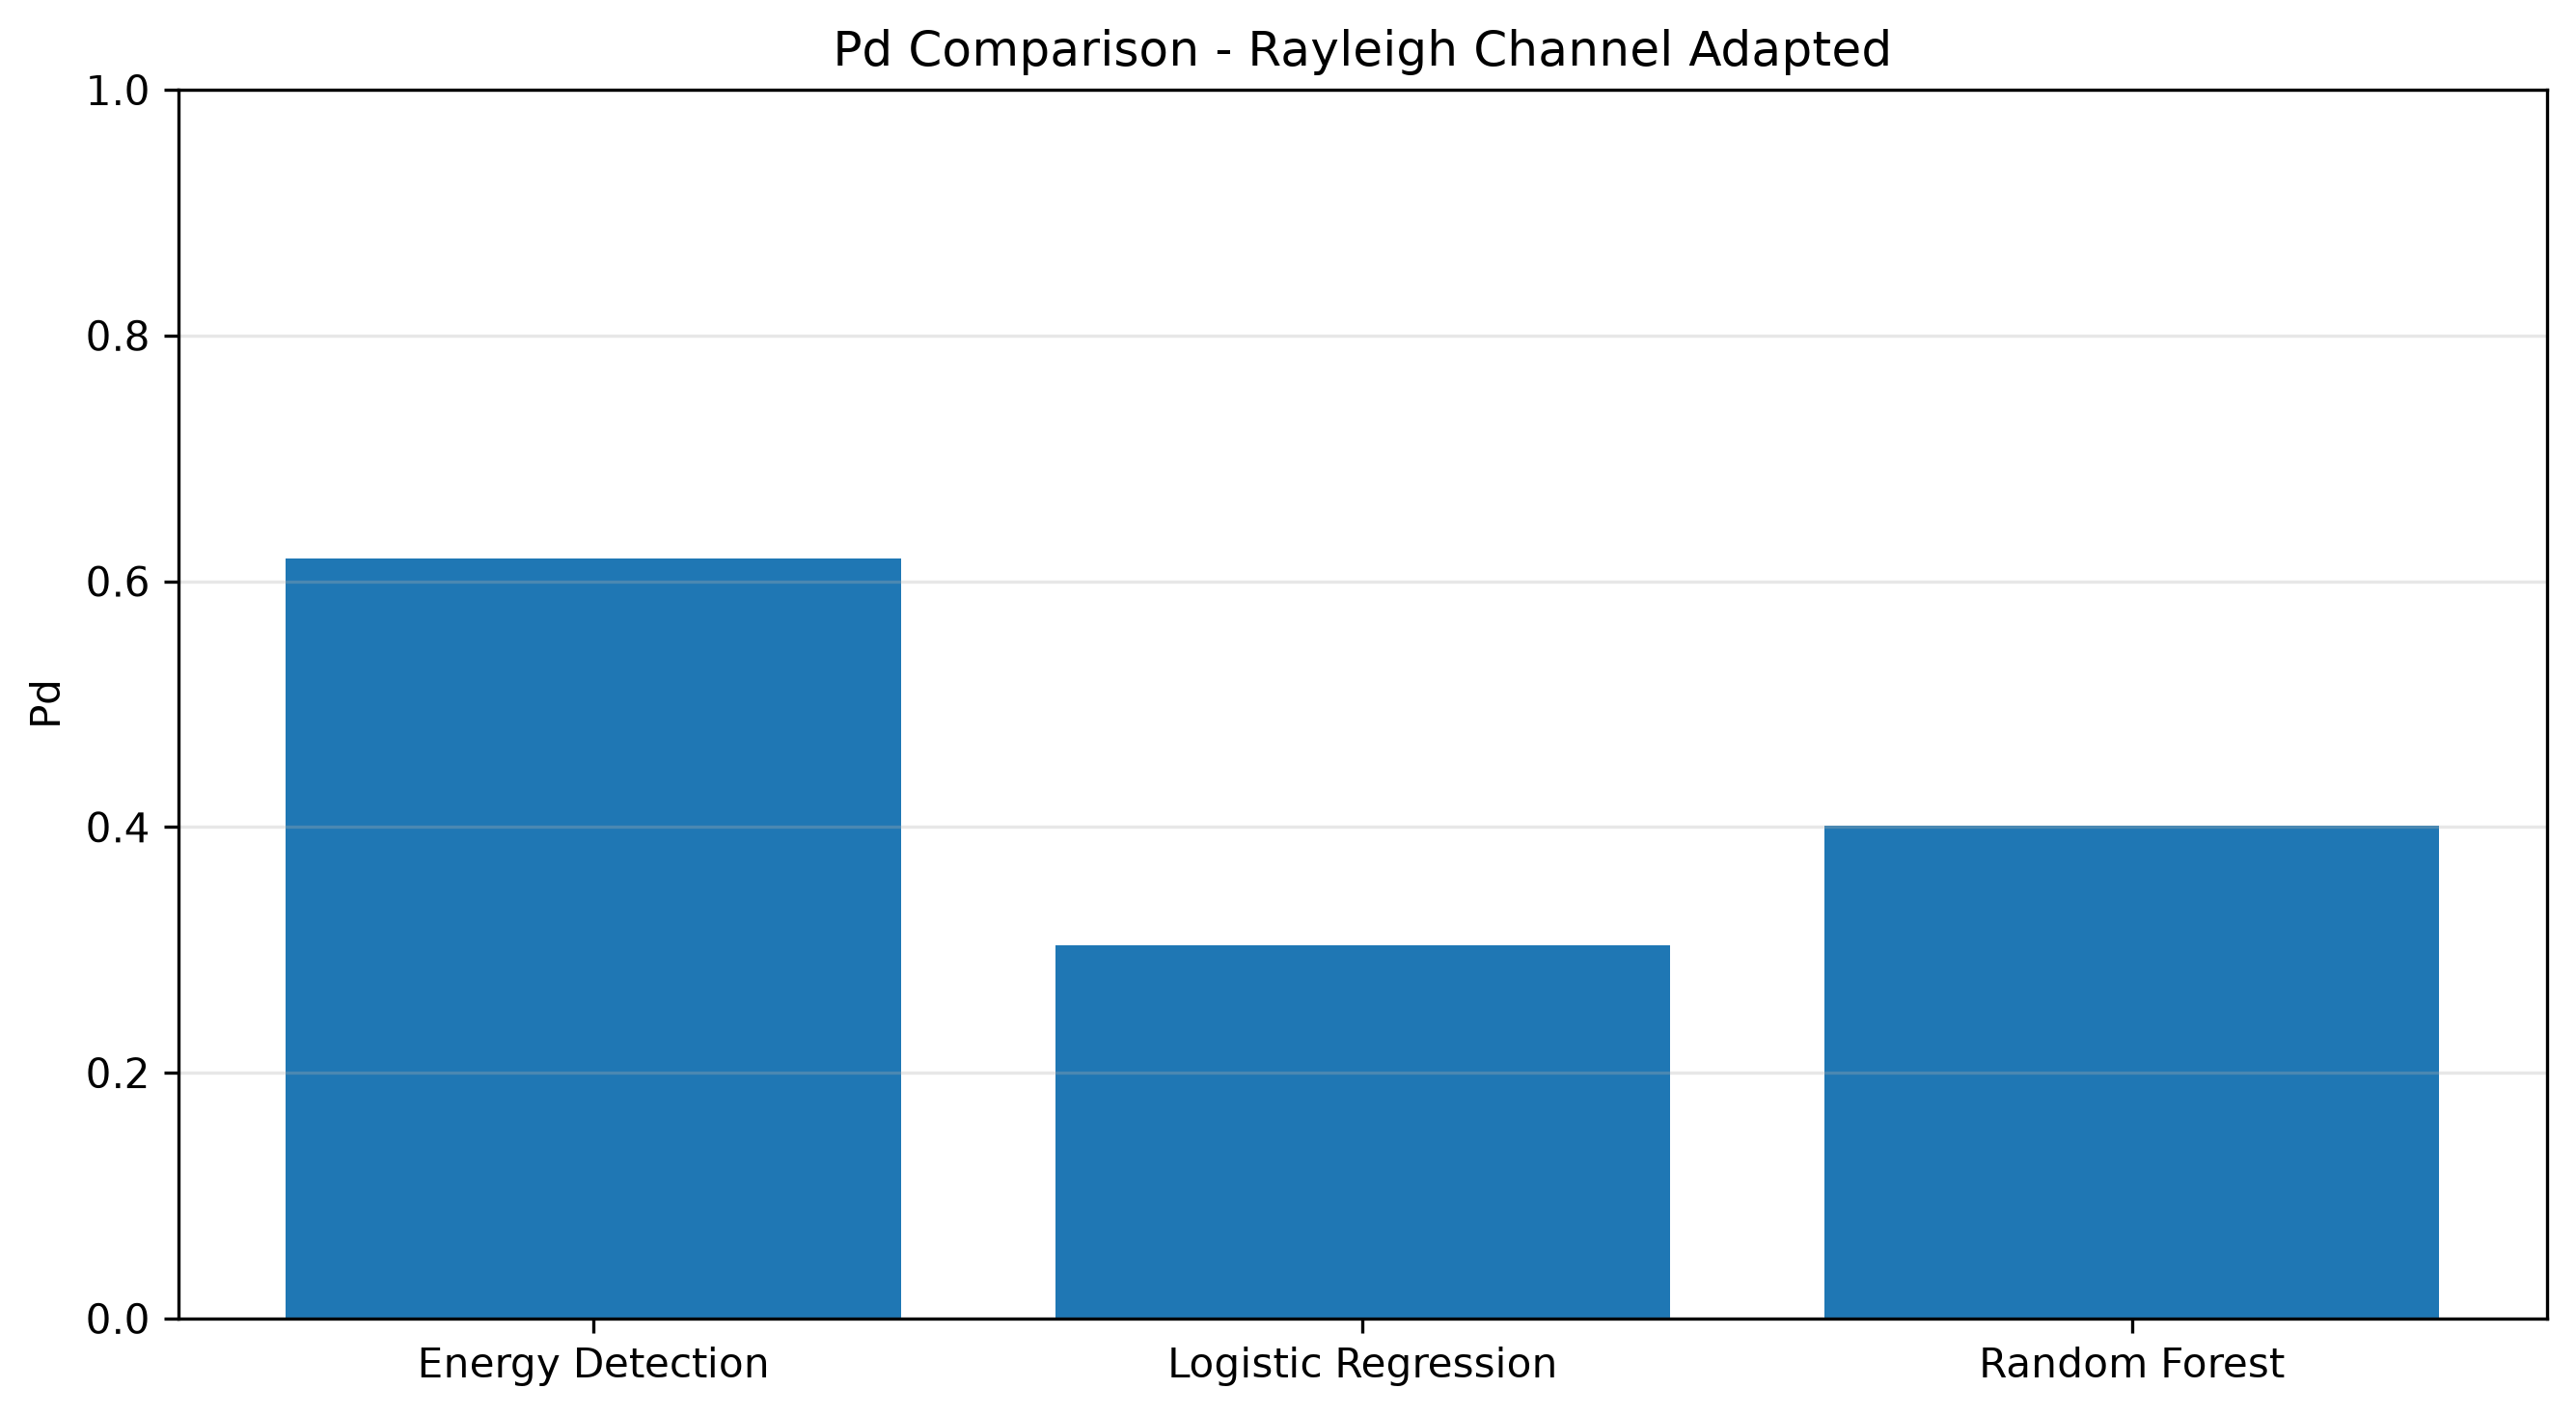 Pd Comparison - Rayleigh Channel Adapted
1.0
0.8
0.6
0.4
0.2
0.0
Pd
Energy Detection
Logistic Regression
Random Forest